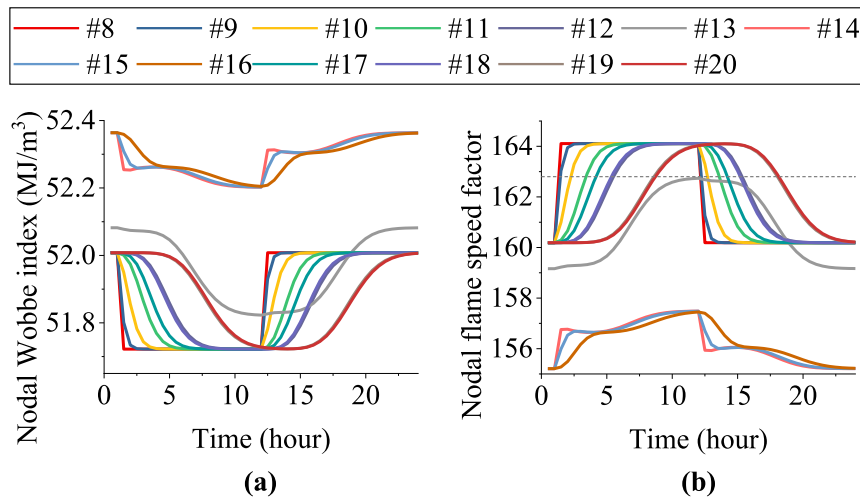 #8 #9 #10 #11 #12 #13 #14
#15 #16 #17 #18 #19 #20
Nodal Wobbe index (MJ/m³)
52.4
52.2
52.0
51.8
0 5 10 15 20
Time (hour)
(a)
Nodal flame speed factor
164
162
160
158
156
0 5 10 15 20
Time (hour)
(b)